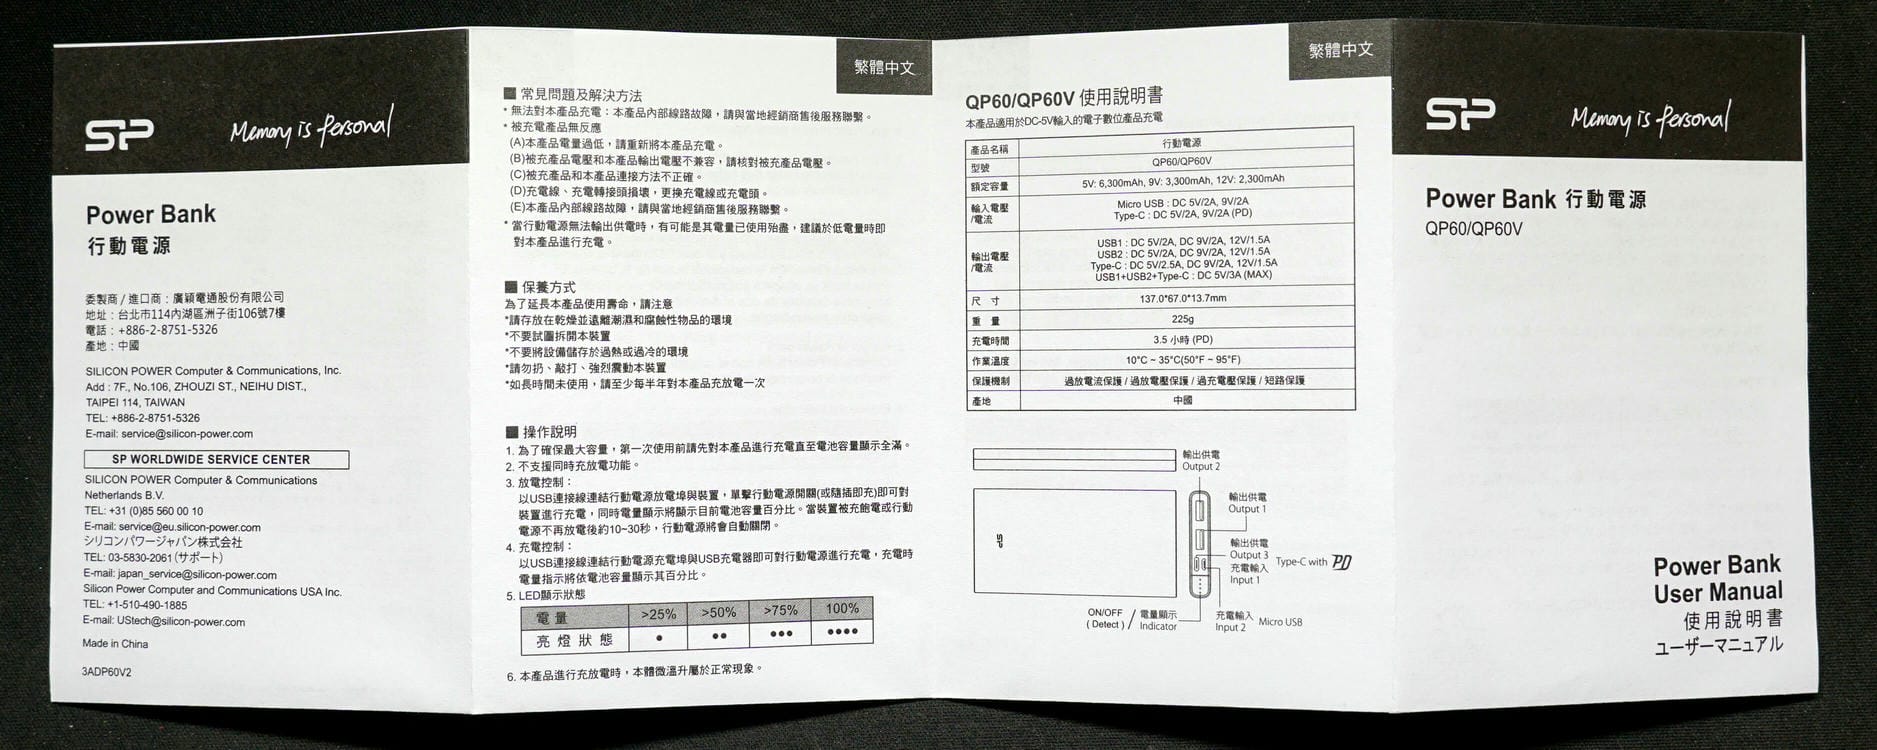 SP Memory is personal
Power Bank
行動電源
委製商 / 進口商：廣穎電通股份有限公司
地址：台北市114內湖區洲子街106號7樓
電話：+886-2-8751-5326
產地：中國
SILICON POWER Computer & Communications, Inc.
Add : 7F., No.106, ZHOUZI ST., NEIHU DIST.,
TAIPEI 114, TAIWAN
TEL: +886-2-8751-5326
E-mail: service@silicon-power.com
SP WORLDWIDE SERVICE CENTER
SILICON POWER Computer & Communications
Netherlands B.V.
TEL: +31 (0)85 560 00 10
E-mail: service@eu.silicon-power.com
シリコンパワージャパン株式会社
TEL: 03-5830-2061 (サポート)
E-mail: japan_service@silicon-power.com
Silicon Power Computer and Communications USA Inc.
TEL: +1-510-490-1885
E-mail: UStech@silicon-power.com
Made in China
3ADP60V2
繁體中文
■ 常見問題及解決方法
* 無法對本產品充電：本產品內部線路故障，請與當地經銷商售後服務聯繫。
* 被充電產品無反應
(A)本產品電量過低，請重新將本產品充電。
(B)被充產品電壓和本產品輸出電壓不兼容，請核對被充產品電壓。
(C)被充產品和本產品連接方法不正確。
(D)充電線、充電轉接頭損壞，更換充電線或充電頭。
(E)本產品內部線路故障，請與當地經銷商售後服務聯繫。
* 當行動電源無法輸出供電時，有可能是其電量已使用殆盡，建議於低電量時即
對本產品進行充電。
■ 保養方式
為了延長本產品使用壽命，請注意
*請存放在乾燥並遠離潮濕和腐蝕性物品的環境
*不要試圖拆開本裝置
*不要將設備儲存於過熱或過冷的環境
*請勿扔、敲打、強烈震動本裝置
*如長時間未使用，請至少每半年對本產品充放電一次
■ 操作說明
1. 為了確保最大容量，第一次使用前請先對本產品進行充電直至電池容量顯示全滿。
2. 不支援同時充放電功能。
3. 放電控制：
以USB連接線連結行動電源放電埠與裝置，單擊行動電源開關(或隨插即充)即可對
裝置進行充電，同時電量顯示將顯示目前電池容量百分比。當裝置被充飽電或行動
電源不再放電後約10~30秒，行動電源將會自動關閉。
4. 充電控制：
以USB連接線連結行動電源充電埠與USB充電器即可對行動電源進行充電，充電時
電量指示將依電池容量顯示其百分比。
5. LED顯示狀態
電量 >25% >50% >75% 100%
亮燈狀態 ● ●● ●●● ●●●●
6. 本產品進行充放電時，本體微溫升屬於正常現象。
繁體中文
QP60/QP60V 使用說明書
本產品適用於DC-5V輸入的電子數位產品充電
產品名稱 行動電源
型號 QP60/QP60V
額定容量 5V: 6,300mAh, 9V: 3,300mAh, 12V: 2,300mAh
輸入電壓/電流 Micro USB : DC 5V/2A, 9V/2A
Type-C : DC 5V/2A, 9V/2A (PD)
輸出電壓/電流 USB1 : DC 5V/2A, DC 9V/2A, 12V/1.5A
USB2 : DC 5V/2A, DC 9V/2A, 12V/1.5A
Type-C : DC 5V/2.5A, DC 9V/2A, 12V/1.5A
USB1+USB2+Type-C : DC 5V/3A (MAX)
尺寸 137.0*67.0*13.7mm
重量 225g
充電時間 3.5 小時 (PD)
作業溫度 10°C ~ 35°C(50°F ~ 95°F)
保護機制 過放電流保護 / 過放電壓保護 / 過充電壓保護 / 短路保護
產地 中國
輸出供電
Output 2
輸出供電
Output 1
輸出供電
Output 3
充電輸入
Input 1
Type-C with PD
SP
ON/OFF
( Detect ) / 電量顯示
Indicator
充電輸入
Input 2 Micro USB
SP Memory is personal
Power Bank 行動電源
QP60/QP60V
Power Bank
User Manual
使用說明書
ユーザーマニュアル